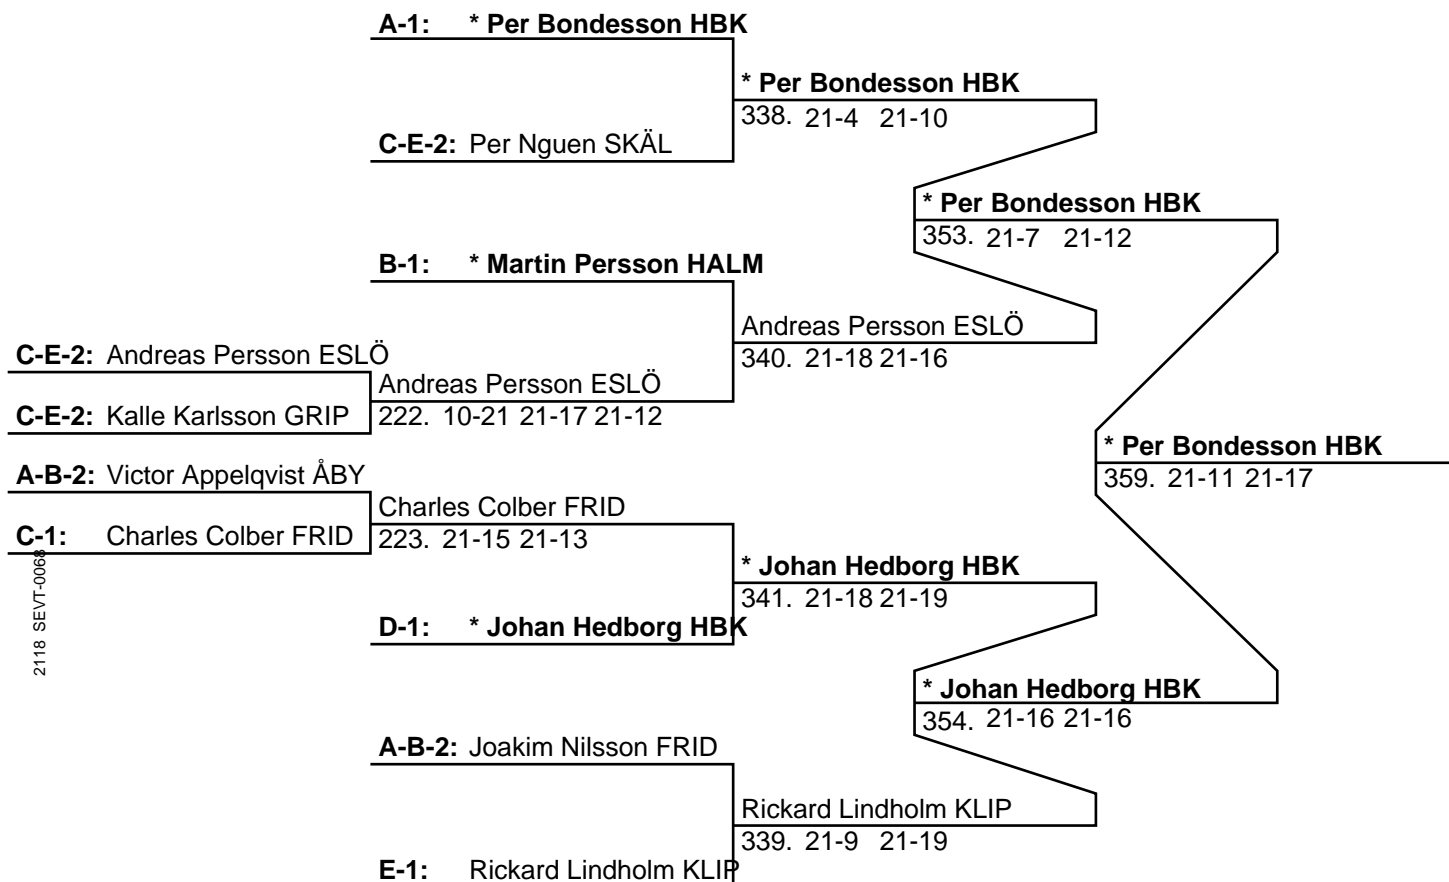 A-1: * Per Bondesson HBK
* Per Bondesson HBK
338. 21-4 21-10
C-E-2: Per Nguen SKÄL
* Per Bondesson HBK
353. 21-7 21-12
B-1: * Martin Persson HALM
Andreas Persson ESLÖ
340. 21-18 21-16
C-E-2: Andreas Persson ESLÖ
Andreas Persson ESLÖ
222. 10-21 21-17 21-12
C-E-2: Kalle Karlsson GRIP
* Per Bondesson HBK
359. 21-11 21-17
A-B-2: Victor Appelqvist ÅBY
Charles Colber FRID
223. 21-15 21-13
C-1: Charles Colber FRID
* Johan Hedborg HBK
341. 21-18 21-19
D-1: * Johan Hedborg HBK
* Johan Hedborg HBK
354. 21-16 21-16
A-B-2: Joakim Nilsson FRID
Rickard Lindholm KLIP
339. 21-9 21-19
E-1: Rickard Lindholm KLIP
2118 SEVT-0068